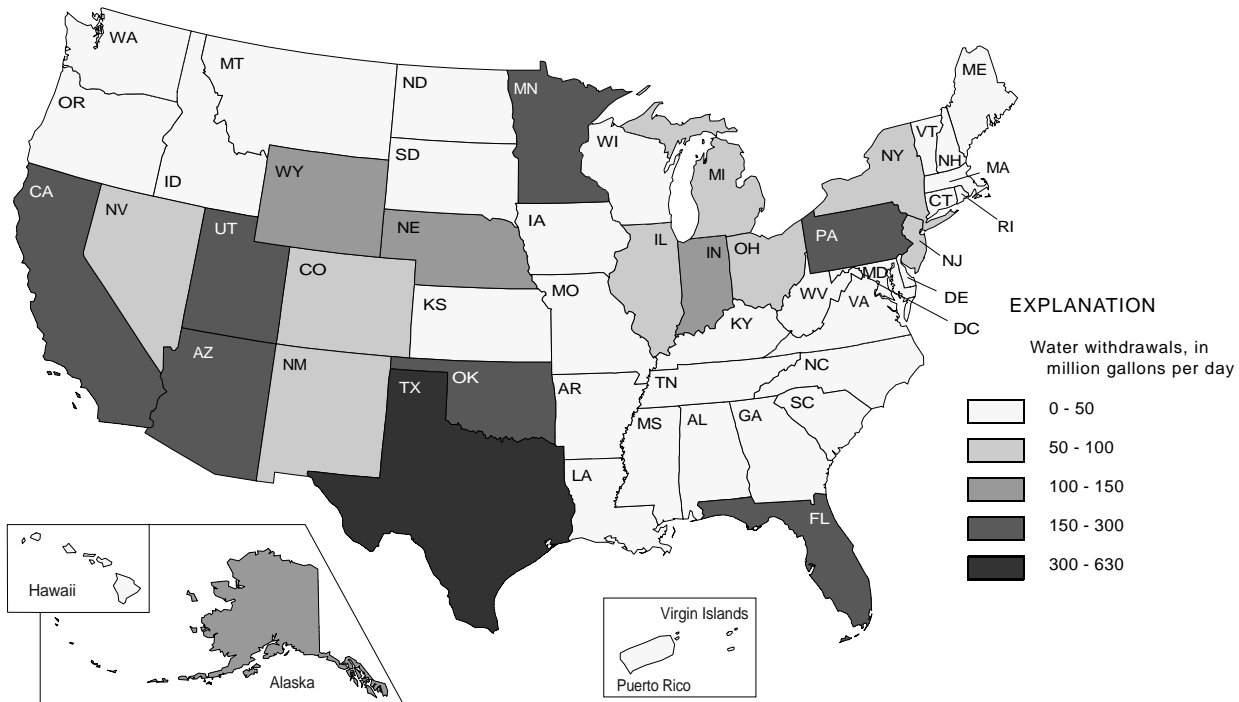 WA
MT
ND
MN
ME
OR
VT
WI
NY
SD
NH
ID
WY
MI
MA
CA
NV
IA
CT
UT
NE
PA
RI
IL
IN
OH
NJ
CO
MD
MO
WV
VA
DE
KS
KY
DC
AZ
NM
TX
OK
TN
NC
AR
SC
MS
AL
GA
LA
FL
EXPLANATION
Water withdrawals, in
million gallons per day
0 - 50
50 - 100
100 - 150
150 - 300
300 - 630
Hawaii
Alaska
Virgin Islands
Puerto Rico